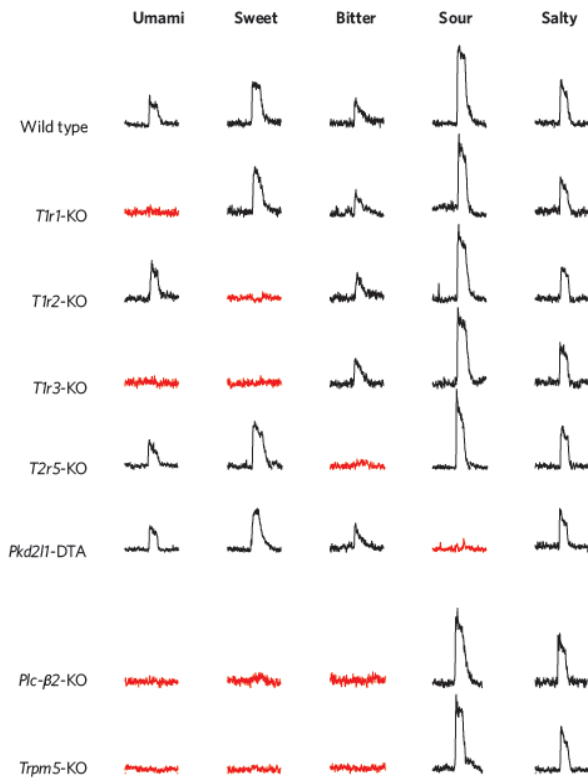 Umami Sweet Bitter Sour Salty
Wild type
T1r1-KO
T1r2-KO
T1r3-KO
T2r5-KO
Pkd2l1-DTA
Plc-β2-KO
Trpm5-KO